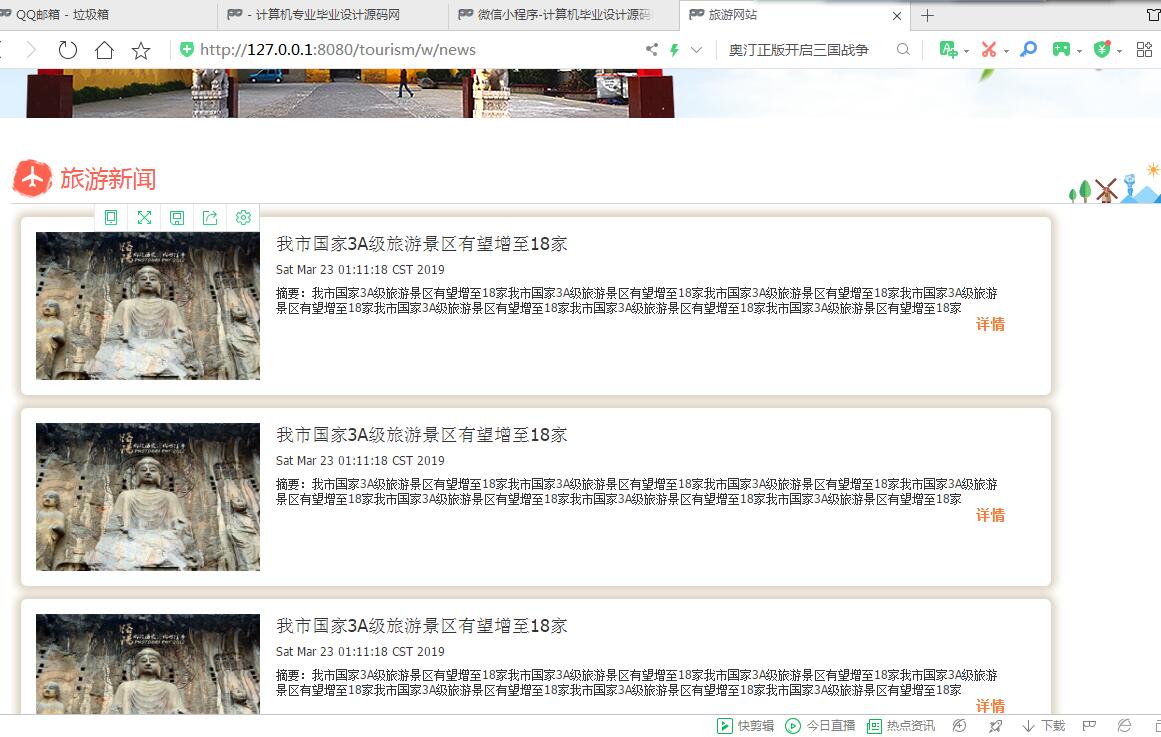 QQ邮箱 - 垃圾箱
- 计算机专业毕业设计源码网
微信小程序-计算机毕业设计源码
旅游网站
http://127.0.0.1:8080/tourism/w/news
奥汀正版开启三国战争
旅游新闻
我市国家3A级旅游景区有望增至18家
Sat Mar 23 01:11:18 CST 2019
摘要：我市国家3A级旅游景区有望增至18家我市国家3A级旅游景区有望增至18家我市国家3A级旅游景区有望增至18家我市国家3A级旅游
景区有望增至18家我市国家3A级旅游景区有望增至18家我市国家3A级旅游景区有望增至18家我市国家3A级旅游景区有望增至18家
详情
我市国家3A级旅游景区有望增至18家
Sat Mar 23 01:11:18 CST 2019
摘要：我市国家3A级旅游景区有望增至18家我市国家3A级旅游景区有望增至18家我市国家3A级旅游景区有望增至18家我市国家3A级旅游
景区有望增至18家我市国家3A级旅游景区有望增至18家我市国家3A级旅游景区有望增至18家我市国家3A级旅游景区有望增至18家
详情
我市国家3A级旅游景区有望增至18家
Sat Mar 23 01:11:18 CST 2019
摘要：我市国家3A级旅游景区有望增至18家我市国家3A级旅游景区有望增至18家我市国家3A级旅游景区有望增至18家我市国家3A级旅游
景区有望增至18家我市国家3A级旅游景区有望增至18家我市国家3A级旅游景区有望增至18家我市国家3A级旅游景区有望增至18家
详情
快剪辑
今日直播
热点资讯
下载